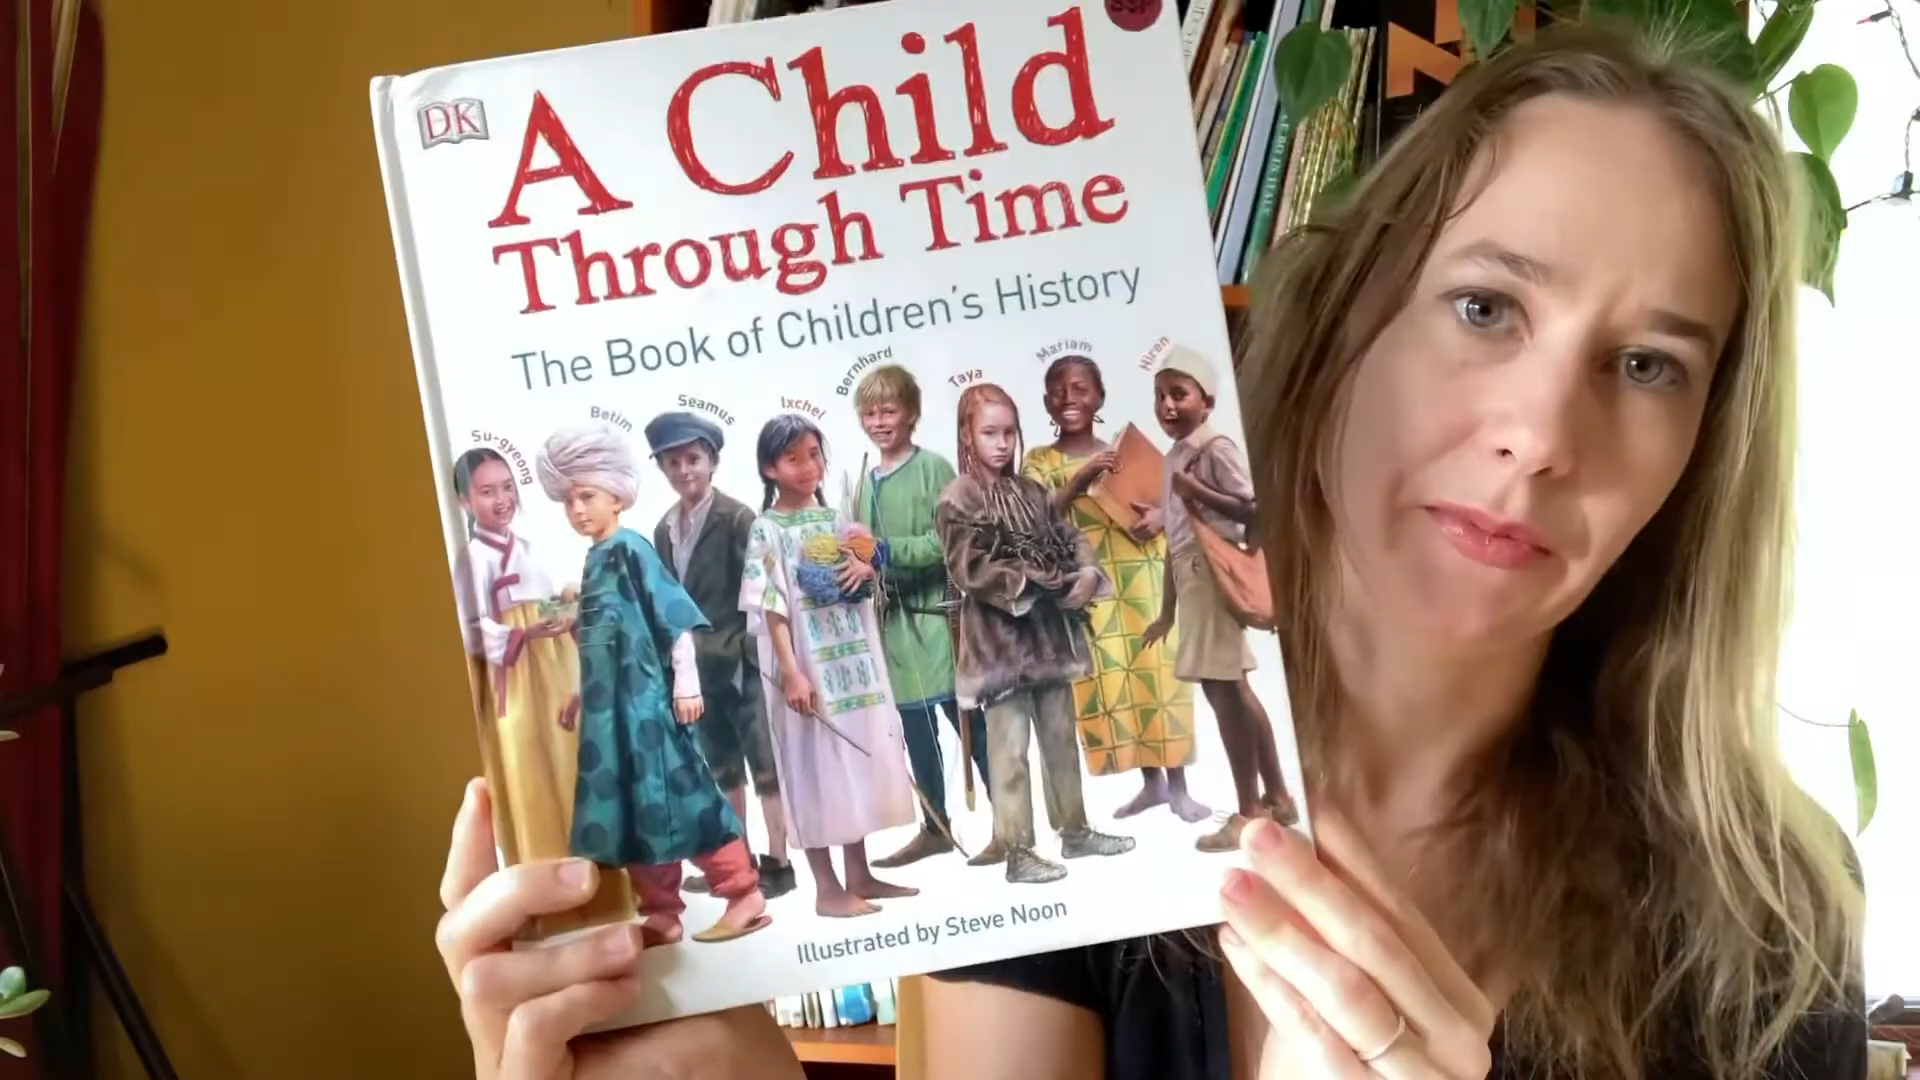 DK
A Child
Through Time
The Book of Children's History
Su-gyeong
Betim
Seamus
Ixchel
Bernhard
Taya
Mariam
Hiren
Illustrated by Steve Noon